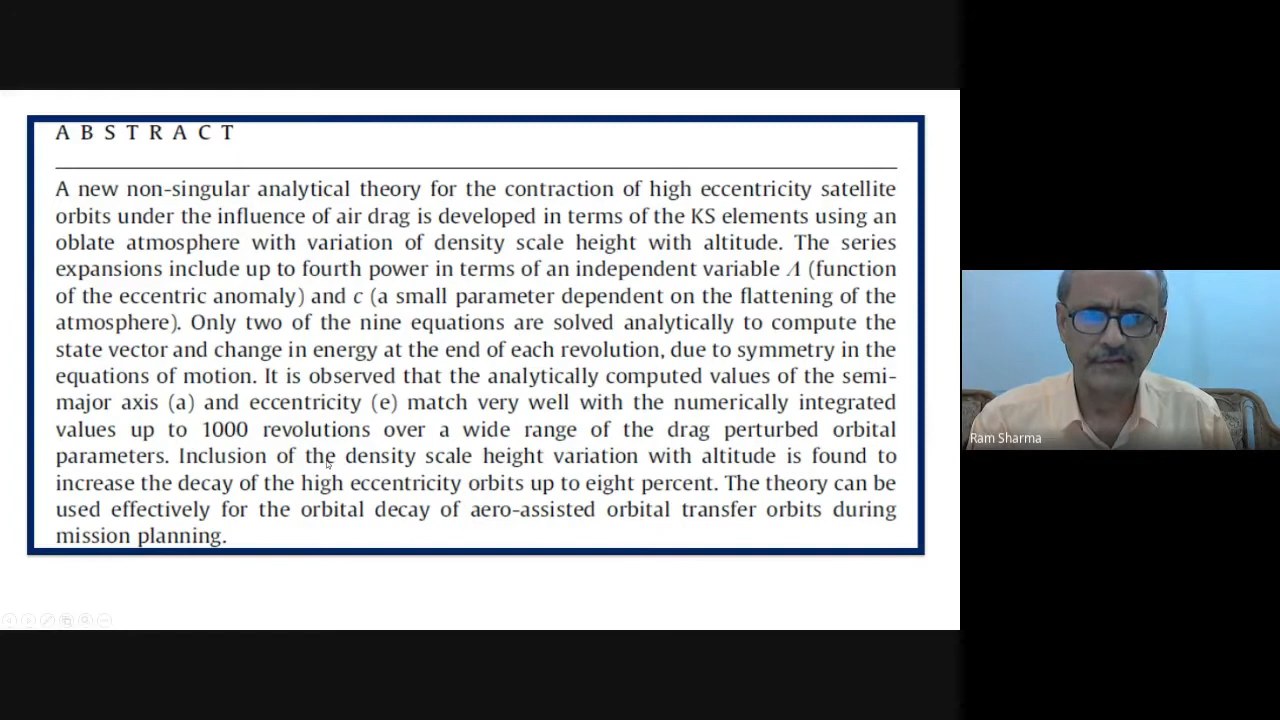 A B S T R A C T
A new non-singular analytical theory for the contraction of high eccentricity satellite
orbits under the influence of air drag is developed in terms of the KS elements using an
oblate atmosphere with variation of density scale height with altitude. The series
expansions include up to fourth power in terms of an independent variable Λ (function
of the eccentric anomaly) and c (a small parameter dependent on the flattening of the
atmosphere). Only two of the nine equations are solved analytically to compute the
state vector and change in energy at the end of each revolution, due to symmetry in the
equations of motion. It is observed that the analytically computed values of the semi-
major axis (a) and eccentricity (e) match very well with the numerically integrated
values up to 1000 revolutions over a wide range of the drag perturbed orbital
parameters. Inclusion of the density scale height variation with altitude is found to
increase the decay of the high eccentricity orbits up to eight percent. The theory can be
used effectively for the orbital decay of aero-assisted orbital transfer orbits during
mission planning.
Ram Sharma